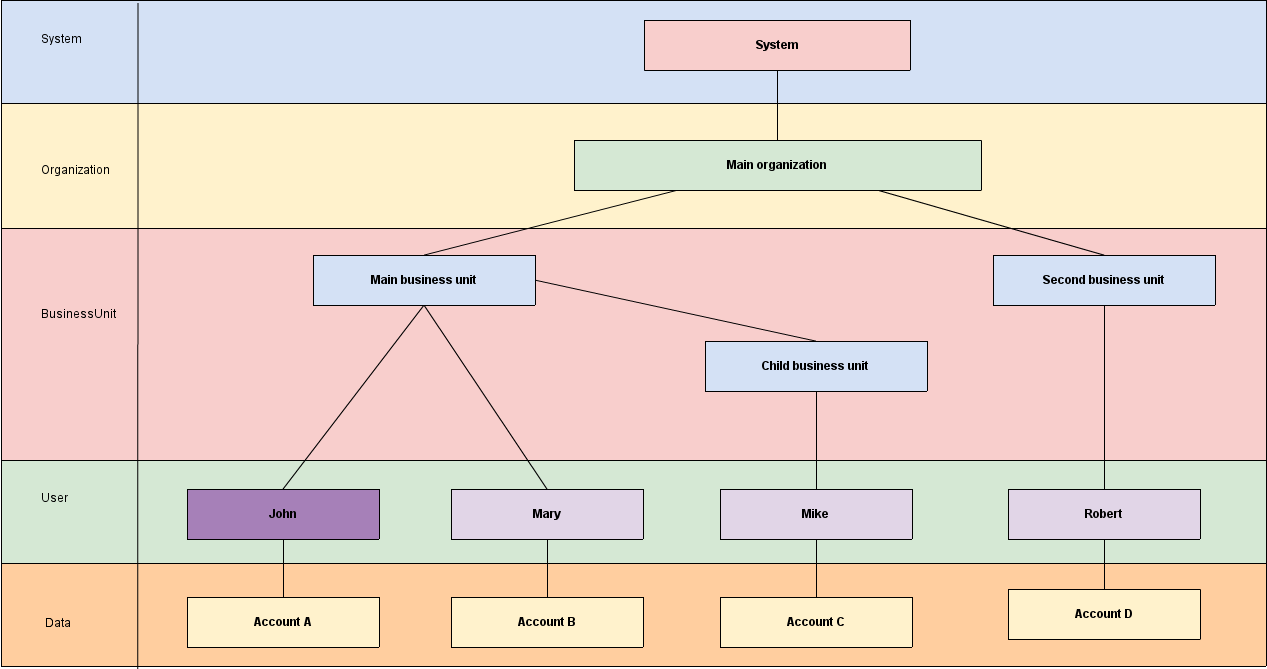 System
System
Organization
Main organization
BusinessUnit
Main business unit
Second business unit
Child business unit
User
John
Mary
Mike
Robert
Data
Account A
Account B
Account C
Account D